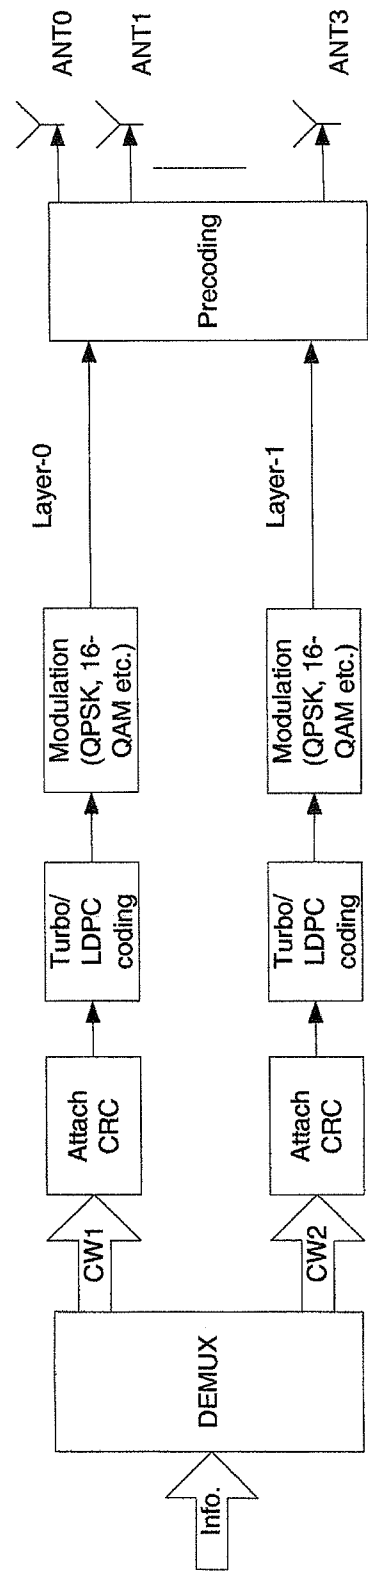 Info.
DEMUX
CW1
Attach
CRC
Turbo/
LDPC
coding
Modulation
(QPSK, 16-
QAM etc.)
Layer-0
CW2
Attach
CRC
Turbo/
LDPC
coding
Modulation
(QPSK, 16-
QAM etc.)
Layer-1
Precoding
ANT0
ANT1
ANT3